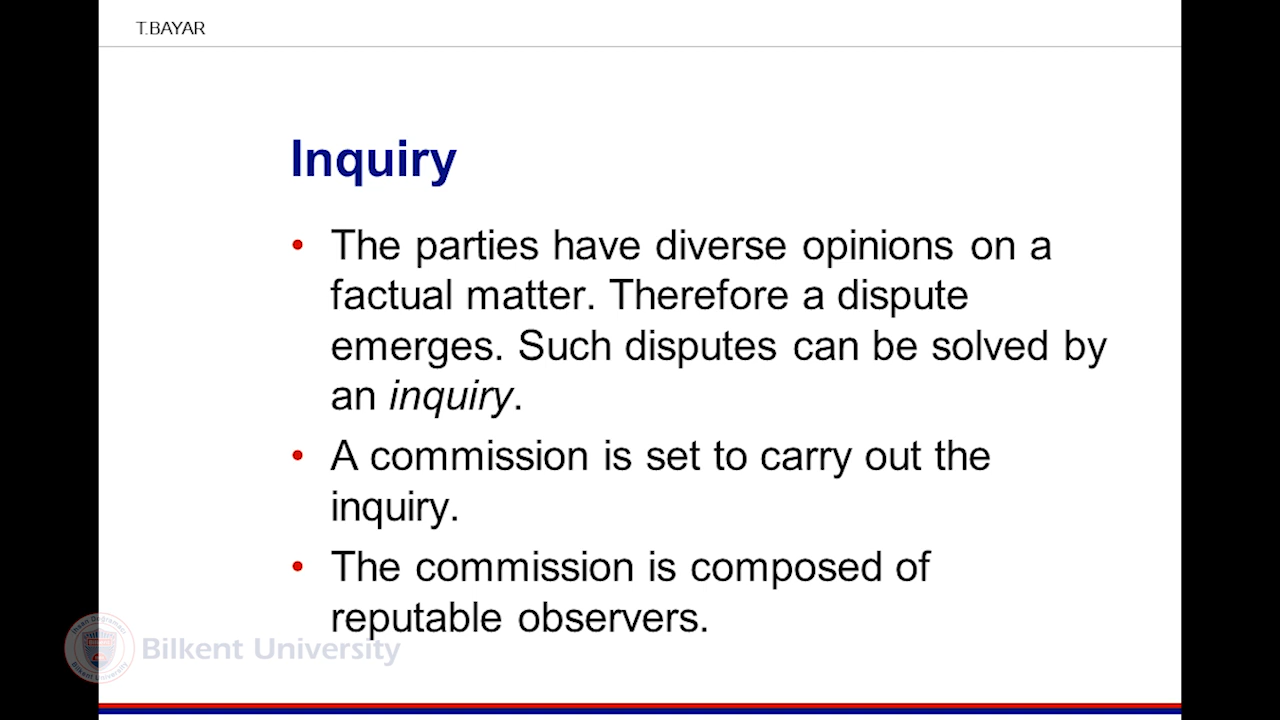 T.BAYAR
Inquiry
• The parties have diverse opinions on a
factual matter. Therefore a dispute
emerges. Such disputes can be solved by
an inquiry.
• A commission is set to carry out the
inquiry.
• The commission is composed of
reputable observers.
Bilkent University